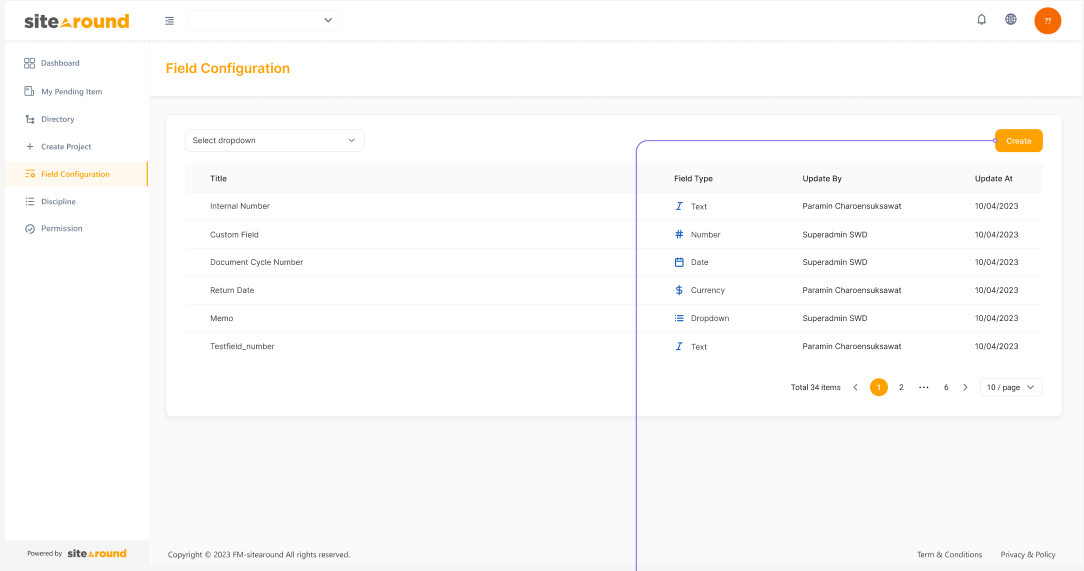 sitearound
??
Dashboard
My Pending Item
Directory
Create Project
Field Configuration
Discipline
Permission
Field Configuration
Select dropdown
Create
Title Field Type Update By Update At
Internal Number Text Paramin Charoensuksawat 10/04/2023
Custom Field Number Superadmin SWD 10/04/2023
Document Cycle Number Date Superadmin SWD 10/04/2023
Return Date Currency Paramin Charoensuksawat 10/04/2023
Memo Dropdown Superadmin SWD 10/04/2023
Testfield_number Text Paramin Charoensuksawat 10/04/2023
Total 34 items < 1 2 ••• 6 > 10 / page
Powered by sitearound
Copyright © 2023 FM-sitearound All rights reserved.
Term & Conditions Privacy & Policy